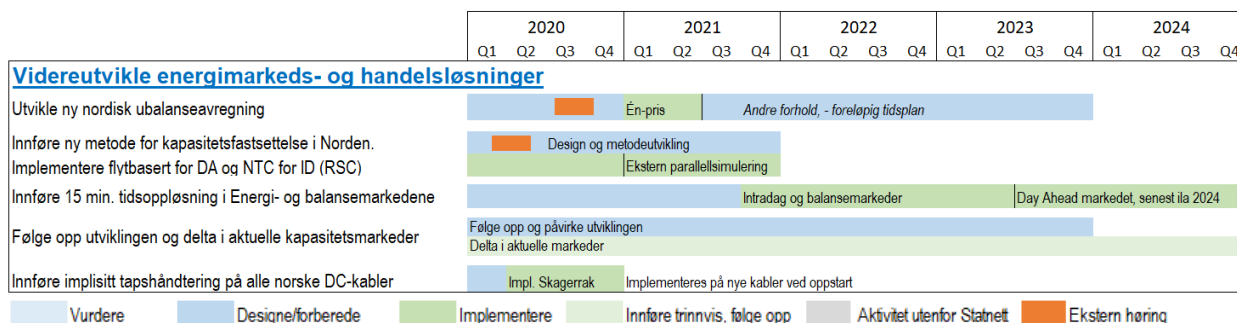 2020 2021 2022 2023 2024
Q1 Q2 Q3 Q4 Q1 Q2 Q3 Q4 Q1 Q2 Q3 Q4 Q1 Q2 Q3 Q4 Q1 Q2 Q3 Q4
Videreutvikle energimarkeds- og handelsløsninger
Utvikle ny nordisk ubalanseavregning Én-pris Andre forhold, - foreløpig tidsplan
Innføre ny metode for kapasitetsfastsettelse i Norden. Design og metodeutvikling
Implementere flytbasert for DA og NTC for ID (RSC) Ekstern parallellsimulering
Innføre 15 min. tidsoppløsning i Energi- og balansemarkedene Intradag og balansemarkeder Day Ahead markedet, senest ila 2024
Følge opp og påvirke utviklingen
Følge opp utviklingen og delta i aktuelle kapasitetsmarkeder
Delta i aktuelle markeder
Innføre implisitt tapshåndtering på alle norske DC-kabler Impl. Skagerrak Implementeres på nye kabler ved oppstart
Vurdere Designe/forberede Implementere Innføre trinnvis, følge opp Aktivitet utenfor Statnett Ekstern høring